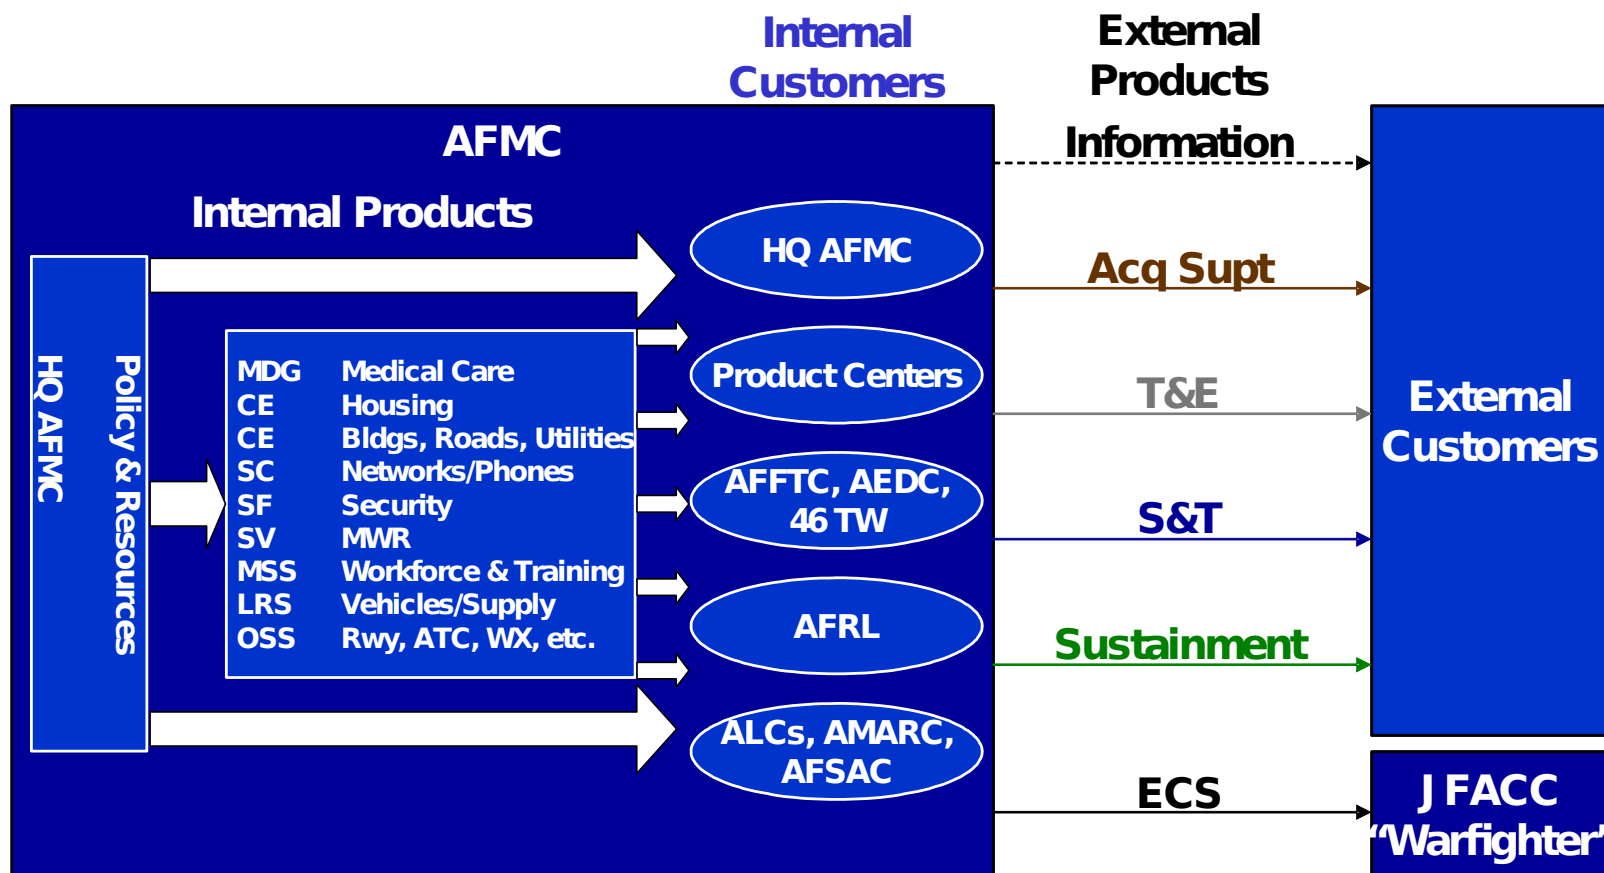 Internal
Customers
External
Products
AFMC
Information
Internal Products
HQ AFMC
Policy & Resources
MDG Medical Care
CE Housing
CE Bldgs, Roads, Utilities
SC Networks/Phones
SF Security
SV MWR
MSS Workforce & Training
LRS Vehicles/Supply
OSS Rwy, ATC, WX, etc.
HQ AFMC
Product Centers
AFFTC, AEDC,
46 TW
AFRL
ALCs, AMARC,
AFSAC
Acq Supt
T&E
S&T
Sustainment
ECS
External
Customers
JFACC
“Warfighter”